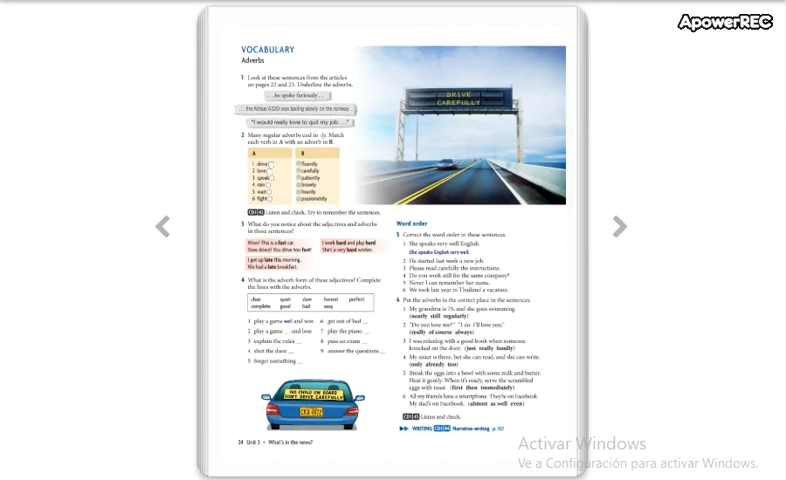 ApowerREC
VOCABULARY
Adverbs
1 Look at these sentences from the articles
on pages 22 and 23. Underline the adverbs.
... he spoke furiously ...
... the Airbus A320 was taxiing slowly on the runway ...
"I would really love to quit my job ..."
2 Many regular adverbs end in -ly. Match
each verb in A with an adverb in B.
A B
1 drive fluently
2 love carefully
3 speak patiently
4 rain bravely
5 wait heavily
6 fight passionately
Listen and check. Try to remember the sentences.
3 What do you notice about the adjectives and adverbs
in these sentences?
Wow! This is a fast car.
Slow down! You drive too fast!
I work hard and play hard.
She's a very hard worker.
I got up late this morning.
We had a late breakfast.
4 What is the adverb form of these adjectives? Complete
the lines with the adverbs.
clear quiet slow honest perfect
complete good bad easy
1 play a game well and win
2 play a game ... and lose
3 explain the rules ...
4 shut the door ...
5 forget something ...
6 get out of bed ...
7 play the piano ...
8 pass an exam ...
9 answer the questions ...
NO CHILD ON BOARD
DON'T DRIVE CAREFULLY
24 Unit 3 • What's in the news?
DRIVE
CAREFULLY
Word order
5 Correct the word order in these sentences.
1 She speaks very well English.
She speaks English very well.
2 He started last week a new job.
3 Please read carefully the instructions.
4 Do you work still for the same company?
5 Never I can remember her name.
6 We took last year in Thailand a vacation.
6 Put the adverbs in the correct place in the sentences.
1 My grandma is 75, and she goes swimming.
(nearly still regularly)
2 "Do you love me?" "I do. I'll love you."
(really of course always)
3 I was relaxing with a good book when someone
knocked on the door. (just really loudly)
4 My sister is three, but she can read, and she can write.
(only already too)
5 Break the eggs into a bowl with some milk and butter.
Heat it gently. When it's ready, serve the scrambled
eggs with toast. (first then immediately)
6 All my friends have a smartphone. They're on Facebook.
My dad's on Facebook. (almost as well even)
Listen and check.
WRITING Narrative writing p. 102
Activar Windows
Ve a Configuración para activar Windows.